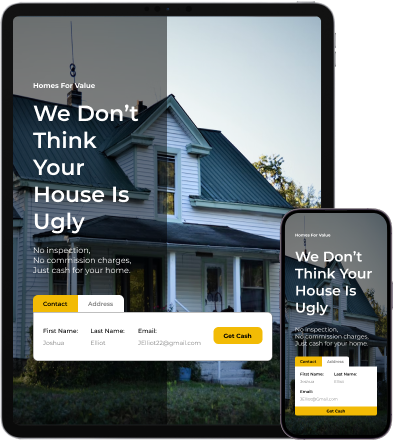 Homes For Value
We Don't
Think
Your
House Is
Ugly
No inspection,
No commission charges,
Just cash for your home.
Contact Address
First Name: Last Name: Email:
Joshua Elliot JElliot22@gmail.com
Get Cash
Homes For Value
We Don't
Think Your
House Is
Ugly
No inspection,
No commission charges,
Just cash for your home.
Contact Address
First Name: Last Name:
Joshua Elliot
Email:
JElliot22@gmail.com
Get Cash